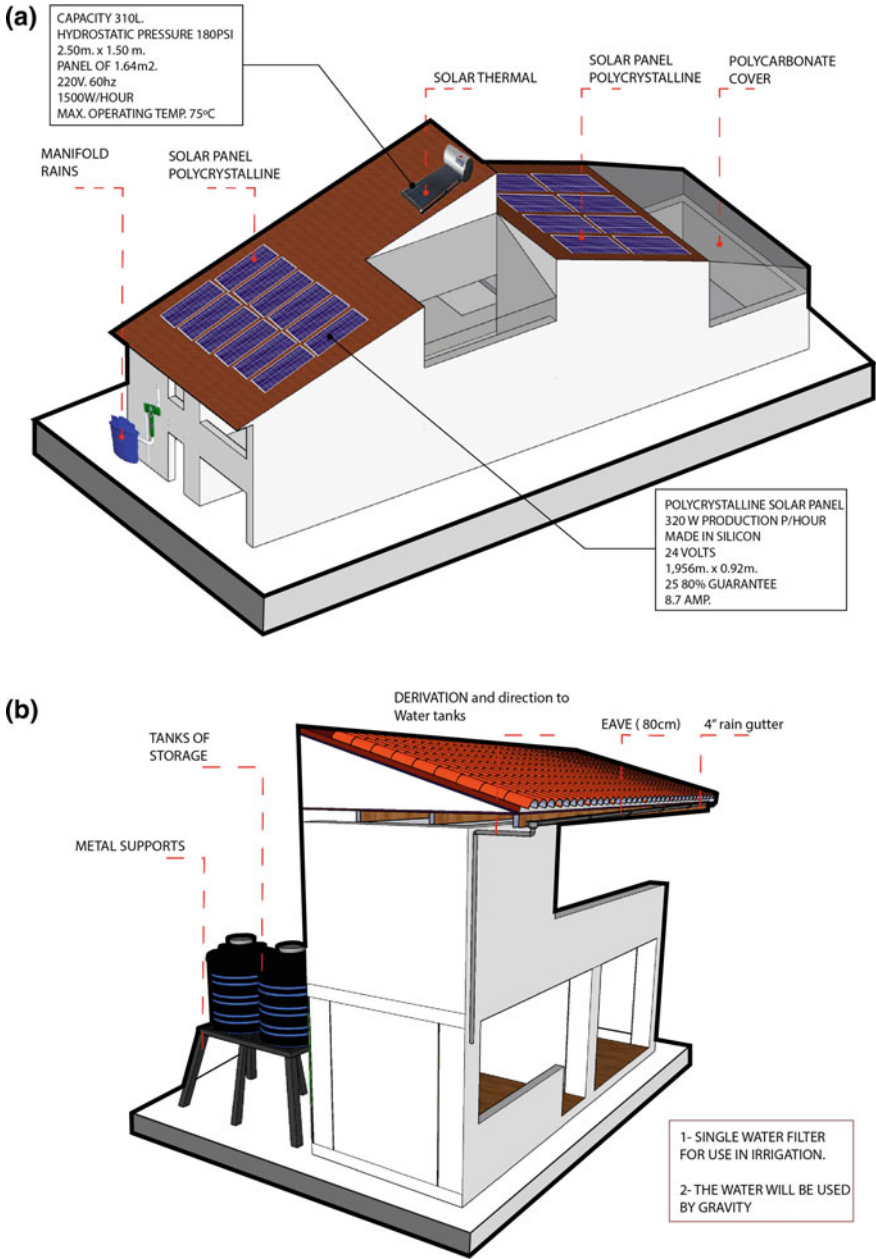 (a)
CAPACITY 310L.
HYDROSTATIC PRESSURE 180PSI
2.50m. x 1.50 m.
PANEL OF 1.64m2.
220V. 60hz
1500W/HOUR
MAX. OPERATING TEMP. 75ºC
SOLAR THERMAL
SOLAR PANEL
POLYCRYSTALLINE
POLYCARBONATE
COVER
MANIFOLD
RAINS
SOLAR PANEL
POLYCRYSTALLINE
POLYCRYSTALLINE SOLAR PANEL
320 W PRODUCTION P/HOUR
MADE IN SILICON
24 VOLTS
1,956m. x 0.92m.
25 80% GUARANTEE
8.7 AMP.
(b)
DERIVATION and direction to
Water tanks
EAVE ( 80cm)
4” rain gutter
TANKS OF
STORAGE
METAL SUPPORTS
1- SINGLE WATER FILTER
FOR USE IN IRRIGATION.
2- THE WATER WILL BE USED
BY GRAVITY